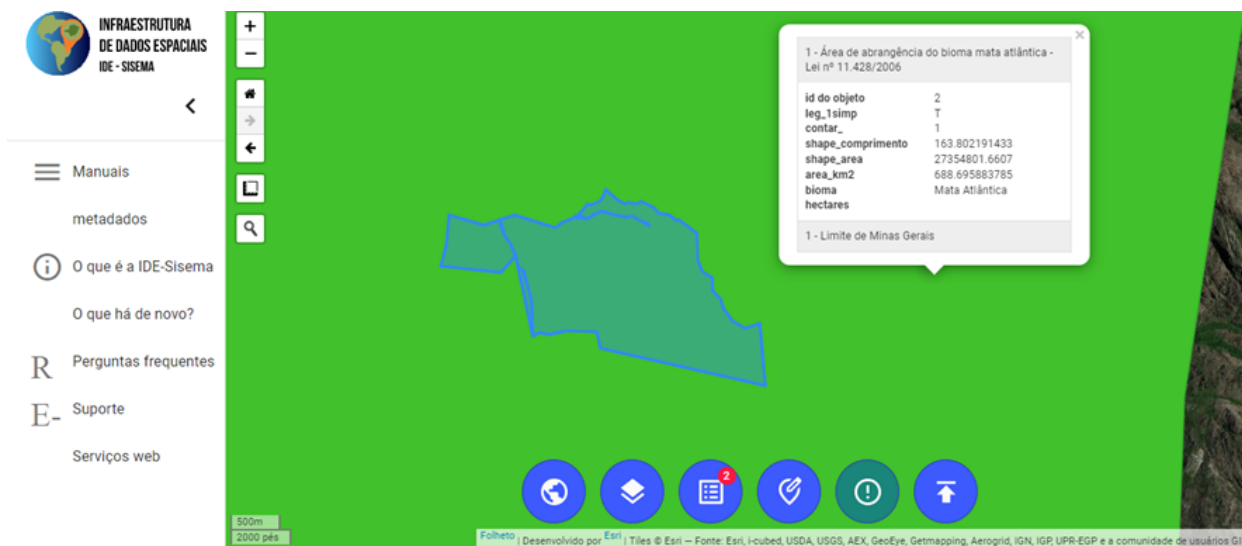 INFRAESTRUTURA
DE DADOS ESPACIAIS
IDE - SISEMA
Manuais
metadados
O que é a IDE-Sisema
O que há de novo?
R Perguntas frequentes
E- Suporte
Serviços web
+
−
1 - Área de abrangência do bioma mata atlântica -
Lei nº 11.428/2006
id do objeto 2
leg_1simp T
contar_ 1
shape_comprimento 163.802191433
shape_area 27354801.6607
area_km2 688.695883785
bioma Mata Atlântica
hectares
1 - Limite de Minas Gerais
×
2
500m
2000 pés
Folheto | Desenvolvido por Esri | Tiles © Esri — Fonte: Esri, i-cubed, USDA, USGS, AEX, GeoEye, Getmapping, Aerogrid, IGN, IGP, UPR-EGP e a comunidade de usuários GI